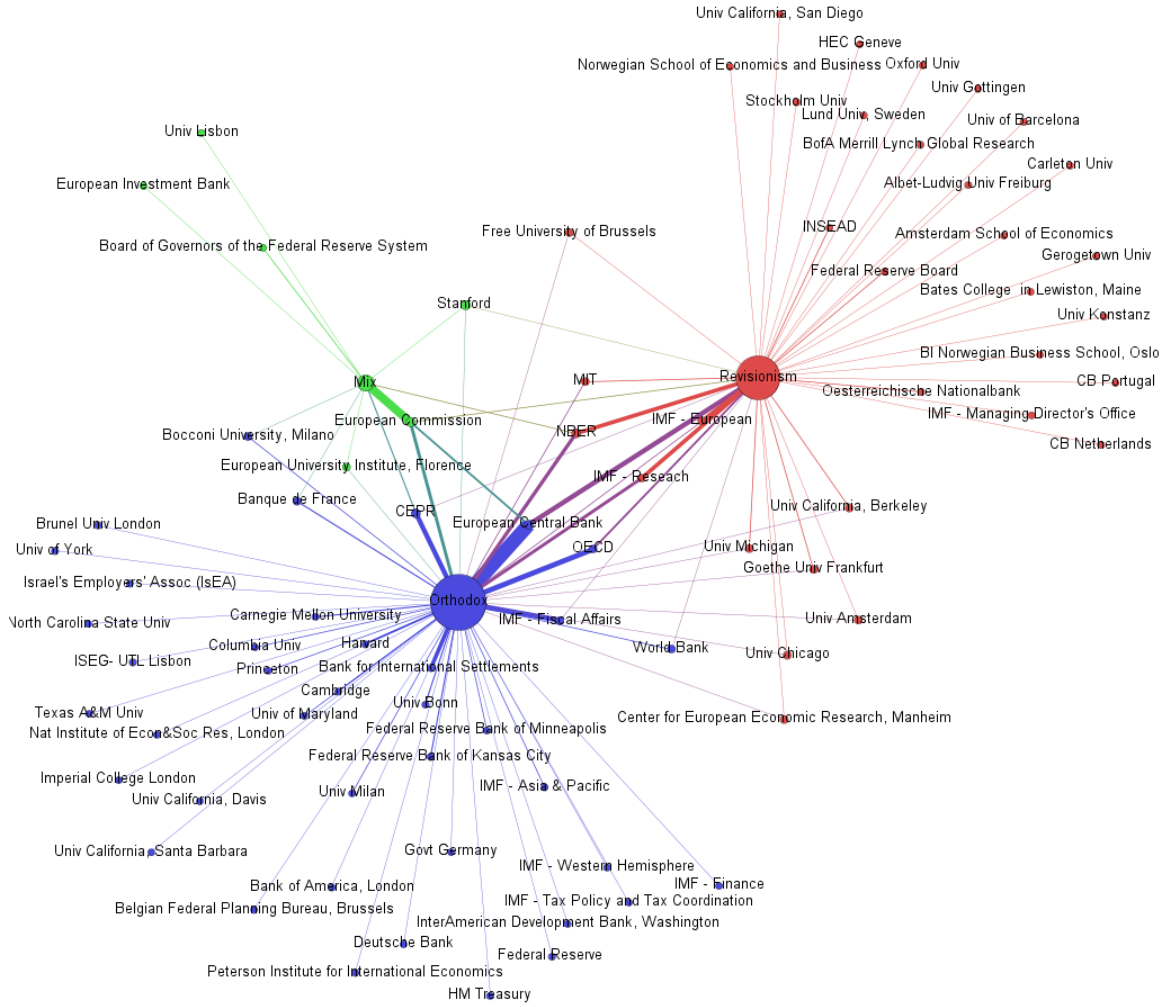 Univ California, San Diego
HEC Geneve
Norwegian School of Economics and Business
Oxford Univ
Univ Gottingen
Stockholm Univ
Lund Univ, Sweden
Univ of Barcelona
Univ Lisbon
BofA Merrill Lynch Global Research
Carleton Univ
European Investment Bank
Albet-Ludvig Univ Freiburg
INSEAD
Free University of Brussels
Amsterdam School of Economics
Board of Governors of the Federal Reserve System
Gerogetown Univ
Federal Reserve Board
Bates College in Lewiston, Maine
Stanford
Univ Konstanz
BI Norwegian Business School, Oslo
Revisionism
MIT
Mix
CB Portugal
Oesterreichische Nationalbank
IMF - Managing Director's Office
European Commission
IMF - European
NBER
Bocconi University, Milano
CB Netherlands
European University Institute, Florence
IMF - Reseach
Banque de France
Univ California, Berkeley
CEPR
European Central Bank
Brunel Univ London
OECD
Univ Michigan
Univ of York
Goethe Univ Frankfurt
Israel's Employers' Assoc (IsEA)
Orthodox
Carnegie Mellon University
North Carolina State Univ
IMF - Fiscal Affairs
Univ Amsterdam
Columbia Univ
Harvard
World Bank
Univ Chicago
ISEG- UTL Lisbon
Princeton
Bank for International Settlements
Cambridge
Univ Bonn
Texas A&M Univ
Univ of Maryland
Center for European Economic Research, Manheim
Nat Institute of Econ&Soc Res, London
Federal Reserve Bank of Minneapolis
Federal Reserve Bank of Kansas City
Imperial College London
IMF - Asia & Pacific
Univ Milan
Univ California, Davis
Univ California, Santa Barbara
Govt Germany
IMF - Western Hemisphere
Bank of America, London
IMF - Finance
IMF - Tax Policy and Tax Coordination
Belgian Federal Planning Bureau, Brussels
InterAmerican Development Bank, Washington
Deutsche Bank
Federal Reserve
Peterson Institute for International Economics
HM Treasury